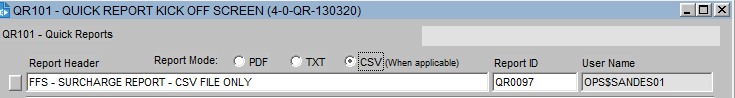 QR101 - QUICK REPORT KICK OFF SCREEN (4-0-QR-130320)
QR101 - Quick Reports
Report Header Report Mode: PDF TXT CSV (When applicable) Report ID User Name
FFS - SURCHARGE REPORT - CSV FILE ONLY QR0097 OPS$SANDES01